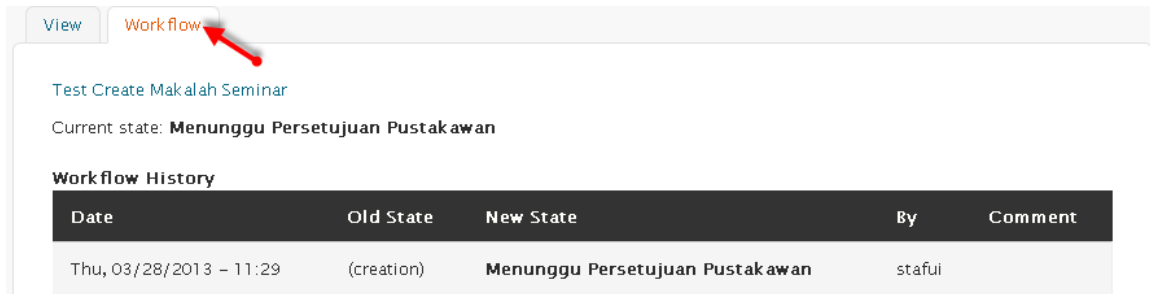 View Workflow
Test Create Makalah Seminar
Current state: Menunggu Persetujuan Pustakawan
Workflow History
Date Old State New State By Comment
Thu, 03/28/2013 – 11:29 (creation) Menunggu Persetujuan Pustakawan stafui